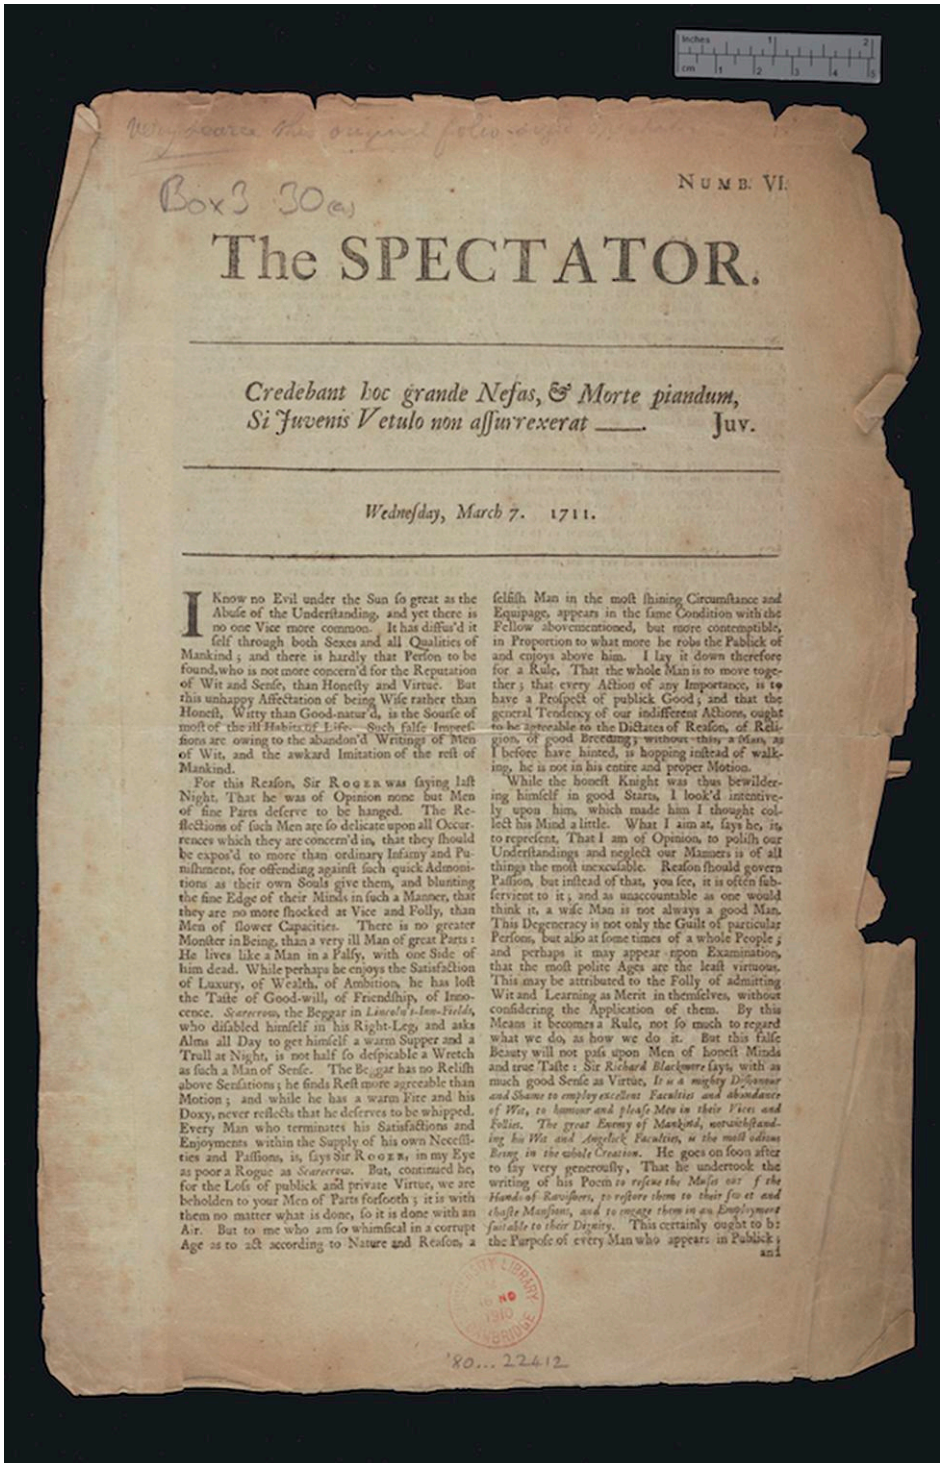 Inches 1 2
cm 1 2 3 4 5
Very scarce this original folio
NUMB. VI.
Box 3 30(a)
The SPECTATOR.
Credebant hoc grande Nefas, & Morte piandum,
Si Juvenis Vetulo non aſſurrexerat ——. Juv.
Wedneſday, March 7. 1711.
I Know no Evil under the Sun ſo great as the
Abuſe of the Underſtanding, and yet there is
no one Vice more common. It has diffus'd it
ſelf through both Sexes and all Qualities of
Mankind; and there is hardly that Perſon to be
found, who is not more concern'd for the Reputation
of Wit and Senſe, than Honeſty and Virtue. But
this unhappy Affectation of being Wiſe rather than
Honeſt, Witty than Good-natur'd, is the Sourſe of
moſt of the ill Habits of Life. Such falſe Impreſ-
ſions are owing to the abandon'd Writings of Men
of Wit, and the awkard Imitation of the reſt of
Mankind.
For this Reaſon, Sir ROGER was ſaying laſt
Night, That he was of Opinion none but Men
of fine Parts deſerve to be hanged. The Re-
flections of ſuch Men are ſo delicate upon all Occur-
rences which they are concern'd in, that they ſhould
be expos'd to more than ordinary Infamy and Pu-
niſhment, for offending againſt ſuch quick Admoni-
tions as their own Souls give them, and blunting
the fine Edge of their Minds in ſuch a Manner, that
they are no more ſhocked at Vice and Folly, than
Men of ſlower Capacities. There is no greater
Monſter in Being, than a very ill Man of great Parts:
He lives like a Man in a Palſy, with one Side of
him dead. While perhaps he enjoys the Satisfaction
of Luxury, of Wealth, of Ambition, he has loſt
the Taſte of Good-will, of Friendſhip, of Inno-
cence. Scarecrow, the Beggar in Lincoln's-Inn-Fields,
who diſabled himſelf in his Right-Leg, and asks
Alms all Day to get himſelf a warm Supper and a
Trull at Night, is not half ſo deſpicable a Wretch
as ſuch a Man of Senſe. The Beggar has no Reliſh
above Senſations; he finds Reſt more agreeable than
Motion; and while he has a warm Fire and his
Doxy, never reflects that he deſerves to be whipped.
Every Man who terminates his Satisfactions and
Enjoyments within the Supply of his own Neceſſi-
ties and Paſſions, is, ſays Sir ROGER, in my Eye
as poor a Rogue as Scarecrow. But, continued he,
for the Loſs of publick and private Virtue, we are
beholden to your Men of Parts forſooth; it is with
them no matter what is done, ſo it is done with an
Air. But to me who am ſo whimſical in a corrupt
Age as to act according to Nature and Reaſon, a
ſelfiſh Man in the moſt ſhining Circumſtance and
Equipage, appears in the ſame Condition with the
Fellow abovementioned, but more contemptible,
in Proportion to what more he robs the Publick of
and enjoys above him. I lay it down therefore
for a Rule, That the whole Man is to move toge-
ther; that every Action of any Importance, is to
have a Proſpect of publick Good; and that the
general Tendency of our indifferent Actions, ought
to be agreeable to the Dictates of Reaſon, of Reli-
gion, of good Breeding; without this, a Man, as
I before have hinted, is hopping inſtead of walk-
ing, he is not in his entire and proper Motion.
While the honeſt Knight was thus bewilder-
ing himſelf in good Starts, I look'd intentive-
ly upon him, which made him I thought col-
lect his Mind a little. What I aim at, ſays he, is,
to repreſent, That I am of Opinion, to poliſh our
Underſtandings and neglect our Manners is of all
things the moſt inexcuſable. Reaſon ſhould govern
Paſſion, but inſtead of that, you ſee, it is often ſub-
ſervient to it; and as unaccountable as one would
think it, a wiſe Man is not always a good Man.
This Degeneracy is not only the Guilt of particular
Perſons, but alſo at ſome times of a whole People;
and perhaps it may appear upon Examination,
that the moſt polite Ages are the leaſt virtuous.
This may be attributed to the Folly of admitting
Wit and Learning as Merit in themſelves, without
conſidering the Application of them. By this
Means it becomes a Rule, not ſo much to regard
what we do, as how we do it. But this falſe
Beauty will not paſs upon Men of honeſt Minds
and true Taſte: Sir Richard Blackmore ſays, with as
much good Senſe as Virtue, It is a mighty Diſhonour
and Shame to employ excellent Faculties and abundance
of Wit, to humour and pleaſe Men in their Vices and
Follies. The great Enemy of Mankind, notwithſtand-
ing his Wit and Angelick Faculties, is the moſt odious
Being in the whole Creation. He goes on ſoon after
to ſay very generouſly, That he undertook the
writing of his Poem to reſcue the Muſes out f the
Hands of Raviſhers, to reſtore them to their ſweet and
chaſte Manſions, and to engage them in an Employment
ſuitable to their Dignity. This certainly ought to be
the Purpoſe of every Man who appears in Publick;
and
LIBRARY
NO
1910
CAMBRIDGE
'80...22412